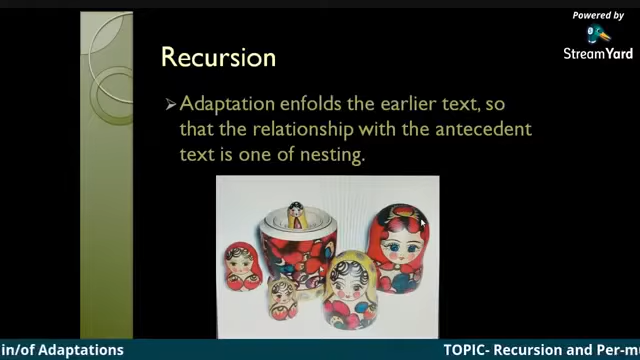 Powered by
StreamYard
Recursion
Adaptation enfolds the earlier text, so
that the relationship with the antecedent
text is one of nesting.
in/of Adaptations
TOPIC- Recursion and Per-mu